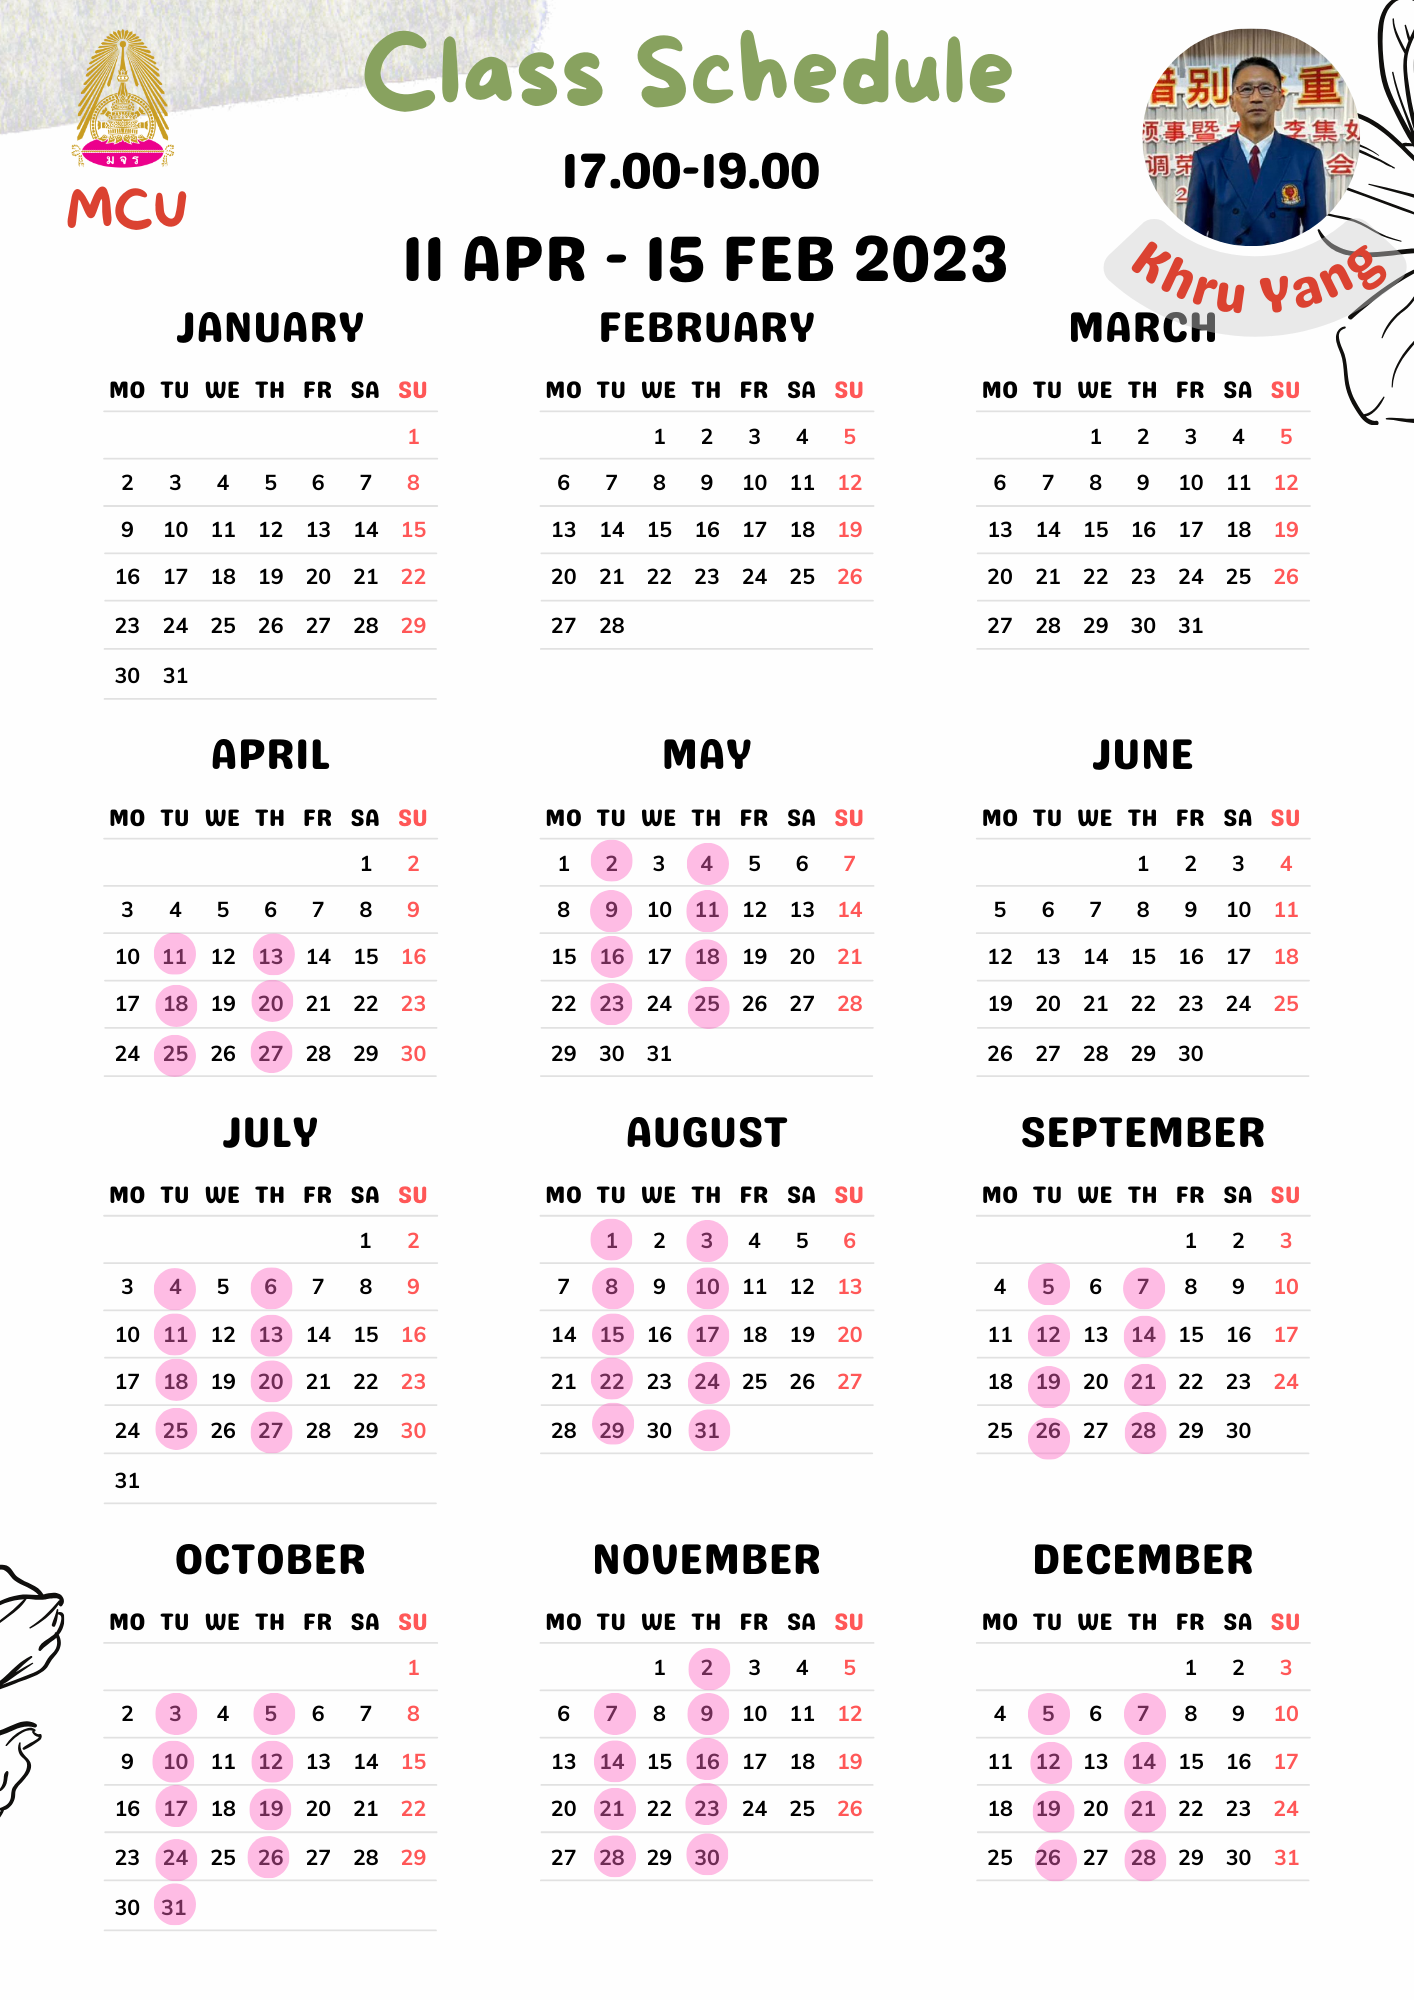 Class Schedule
มจร
MCU
17.00-19.00
11 APR - 15 FEB 2023
惜别 重
领事暨 李集
调荣 会
2
Khru Yang
JANUARY
MO TU WE TH FR SA SU
1
2 3 4 5 6 7 8
9 10 11 12 13 14 15
16 17 18 19 20 21 22
23 24 25 26 27 28 29
30 31
FEBRUARY
MO TU WE TH FR SA SU
1 2 3 4 5
6 7 8 9 10 11 12
13 14 15 16 17 18 19
20 21 22 23 24 25 26
27 28
MARCH
MO TU WE TH FR SA SU
1 2 3 4 5
6 7 8 9 10 11 12
13 14 15 16 17 18 19
20 21 22 23 24 25 26
27 28 29 30 31
APRIL
MO TU WE TH FR SA SU
1 2
3 4 5 6 7 8 9
10 11 12 13 14 15 16
17 18 19 20 21 22 23
24 25 26 27 28 29 30
MAY
MO TU WE TH FR SA SU
1 2 3 4 5 6 7
8 9 10 11 12 13 14
15 16 17 18 19 20 21
22 23 24 25 26 27 28
29 30 31
JUNE
MO TU WE TH FR SA SU
1 2 3 4
5 6 7 8 9 10 11
12 13 14 15 16 17 18
19 20 21 22 23 24 25
26 27 28 29 30
JULY
MO TU WE TH FR SA SU
1 2
3 4 5 6 7 8 9
10 11 12 13 14 15 16
17 18 19 20 21 22 23
24 25 26 27 28 29 30
31
AUGUST
MO TU WE TH FR SA SU
1 2 3 4 5 6
7 8 9 10 11 12 13
14 15 16 17 18 19 20
21 22 23 24 25 26 27
28 29 30 31
SEPTEMBER
MO TU WE TH FR SA SU
1 2 3
4 5 6 7 8 9 10
11 12 13 14 15 16 17
18 19 20 21 22 23 24
25 26 27 28 29 30
OCTOBER
MO TU WE TH FR SA SU
1
2 3 4 5 6 7 8
9 10 11 12 13 14 15
16 17 18 19 20 21 22
23 24 25 26 27 28 29
30 31
NOVEMBER
MO TU WE TH FR SA SU
1 2 3 4 5
6 7 8 9 10 11 12
13 14 15 16 17 18 19
20 21 22 23 24 25 26
27 28 29 30
DECEMBER
MO TU WE TH FR SA SU
1 2 3
4 5 6 7 8 9 10
11 12 13 14 15 16 17
18 19 20 21 22 23 24
25 26 27 28 29 30 31